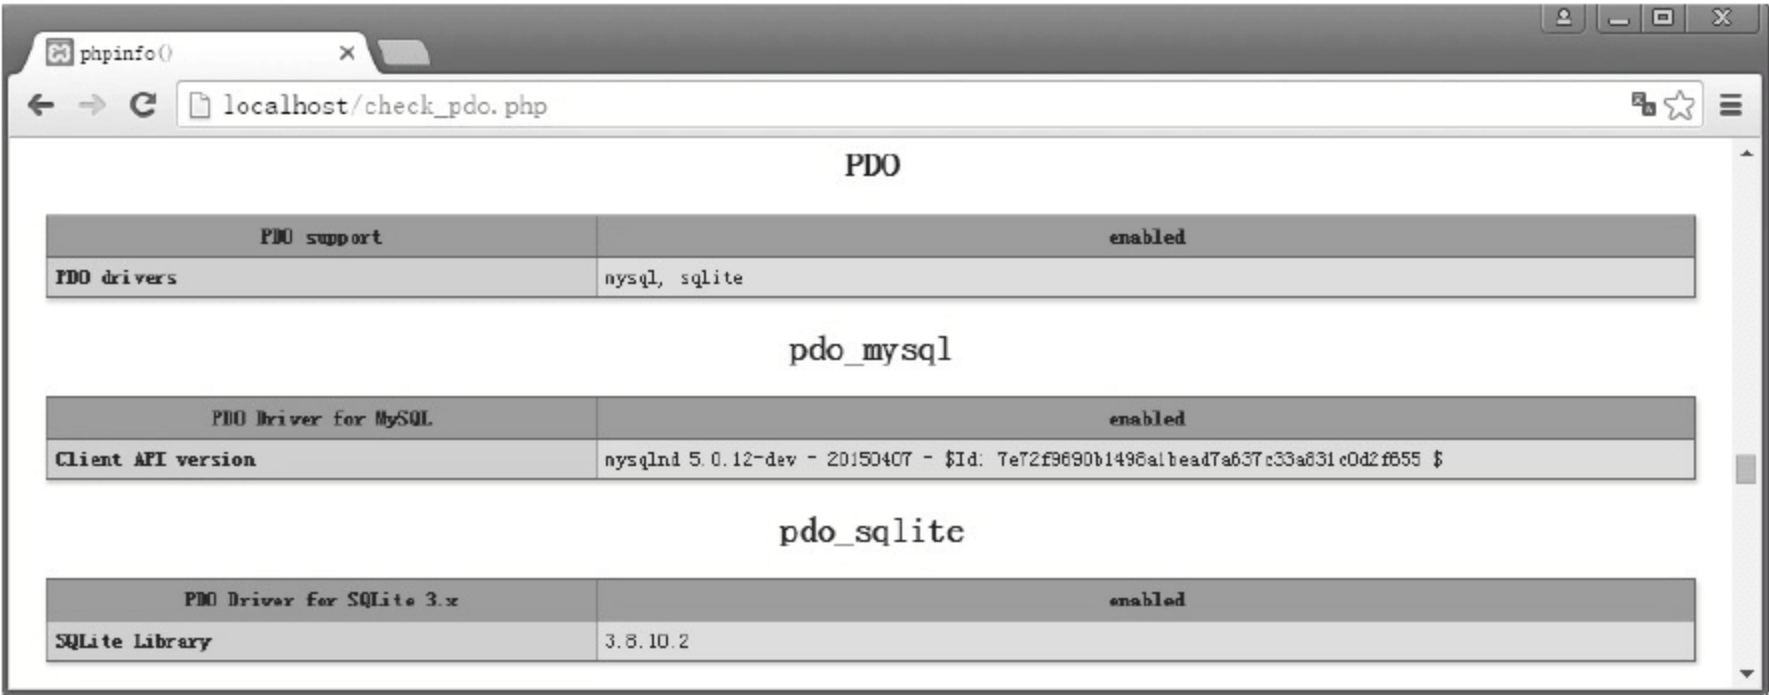 phpinfo()
localhost/check_pdo.php
PDO
PDO support enabled
PDO drivers mysql, sqlite
pdo_mysql
PDO Driver for MySQL enabled
Client API version mysqlnd 5.0.12-dev - 20150407 - $Id: 7e72f9690b1498a1bead7a637c33a831c0d2f655 $
pdo_sqlite
PDO Driver for SQLite 3.x enabled
SQLite Library 3.8.10.2